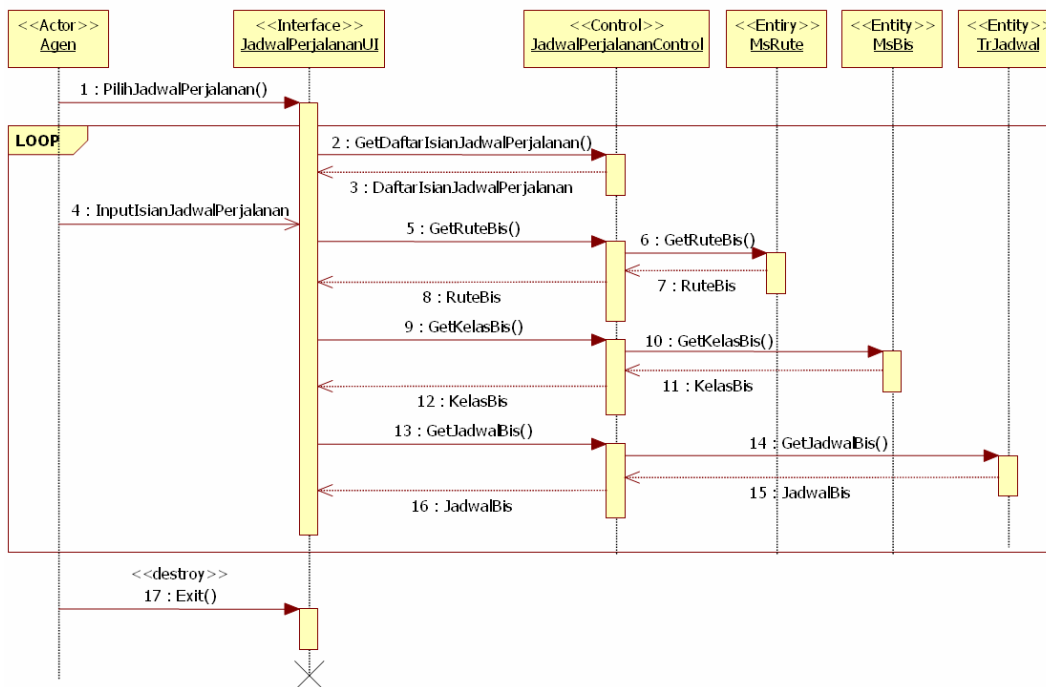 <<Actor>>
Agen
<<Interface>>
JadwalPerjalananUI
<<Control>>
JadwalPerjalananControl
<<Entiry>>
MsRute
<<Entity>>
MsBis
<<Entity>>
TrJadwal
1 : PilihJadwalPerjalanan()
LOOP
2 : GetDaftarIsianJadwalPerjalanan()
3 : DaftarIsianJadwalPerjalanan
4 : InputIsianJadwalPerjalanan
5 : GetRuteBis()
6 : GetRuteBis()
7 : RuteBis
8 : RuteBis
9 : GetKelasBis()
10 : GetKelasBis()
11 : KelasBis
12 : KelasBis
13 : GetJadwalBis()
14 : GetJadwalBis()
15 : JadwalBis
16 : JadwalBis
<<destroy>>
17 : Exit()